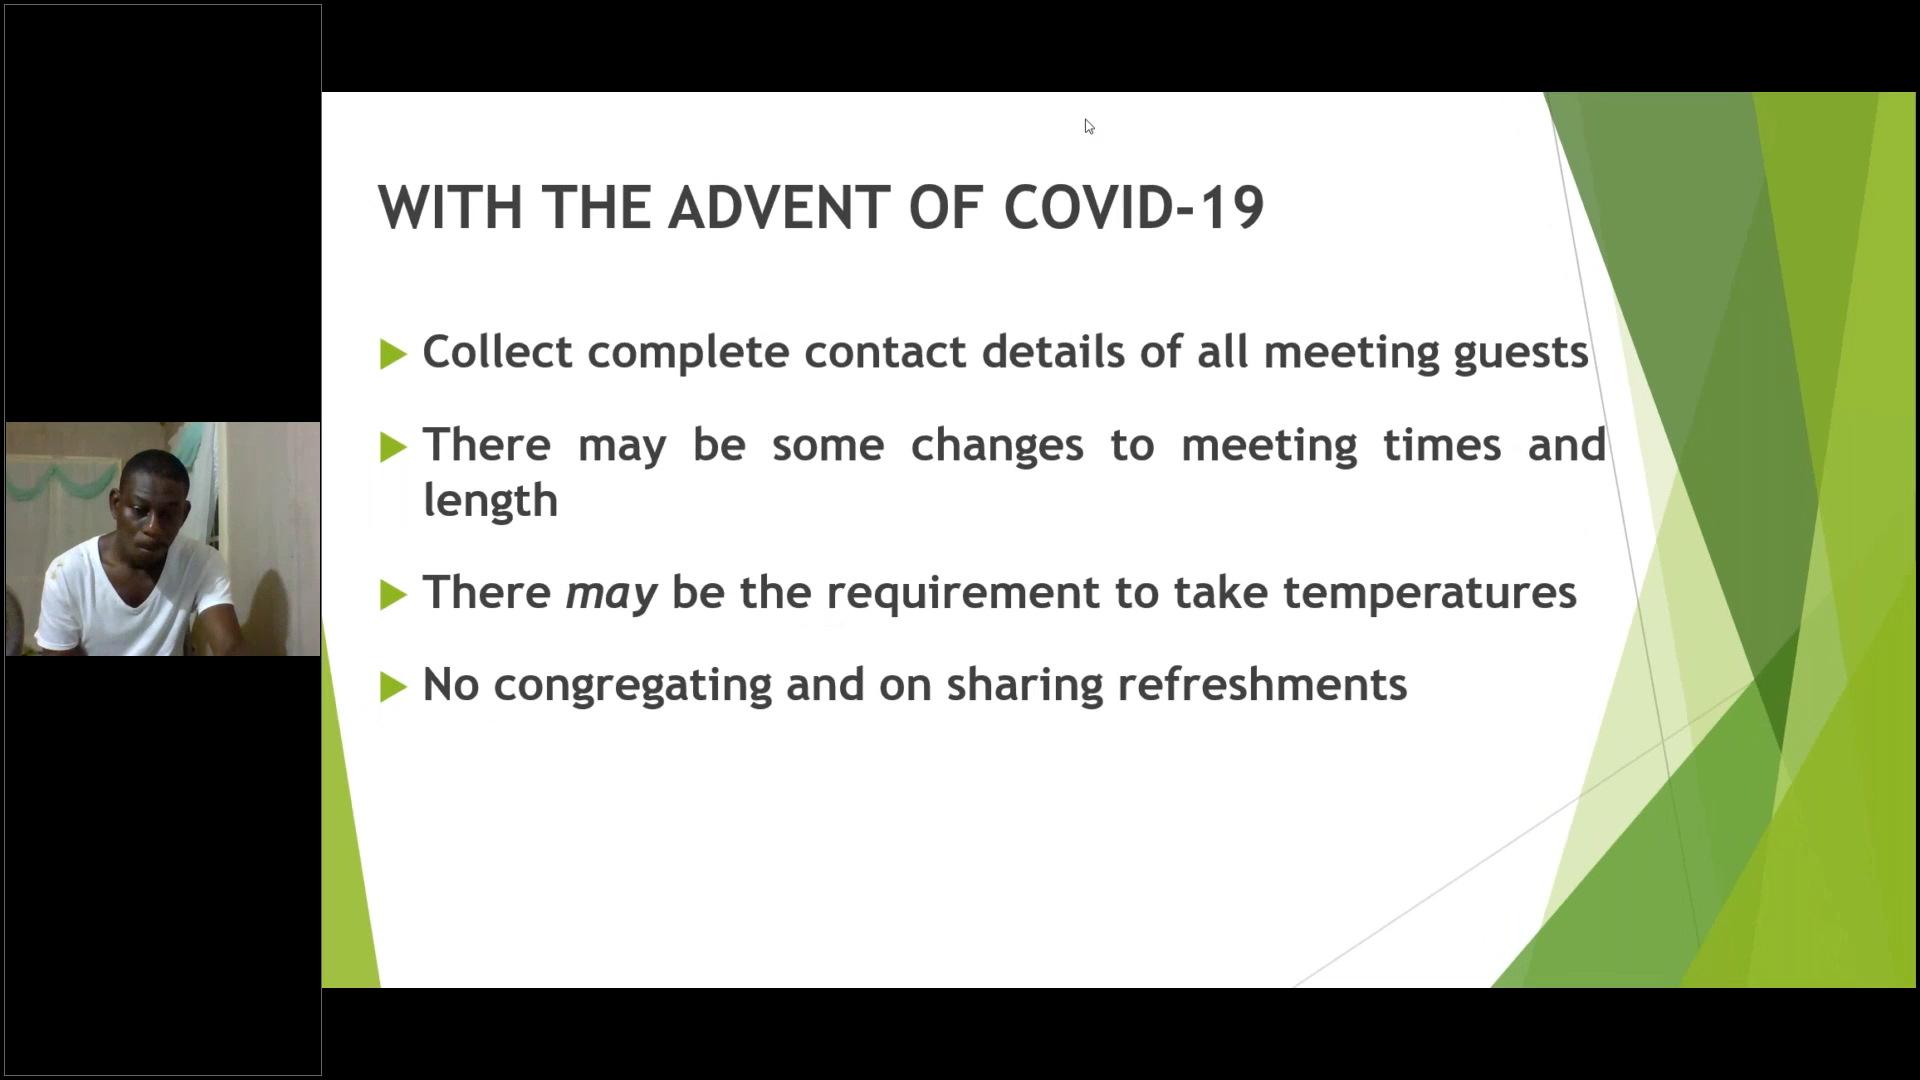 WITH THE ADVENT OF COVID-19
Collect complete contact details of all meeting guests
There may be some changes to meeting times and
length
There may be the requirement to take temperatures
No congregating and on sharing refreshments